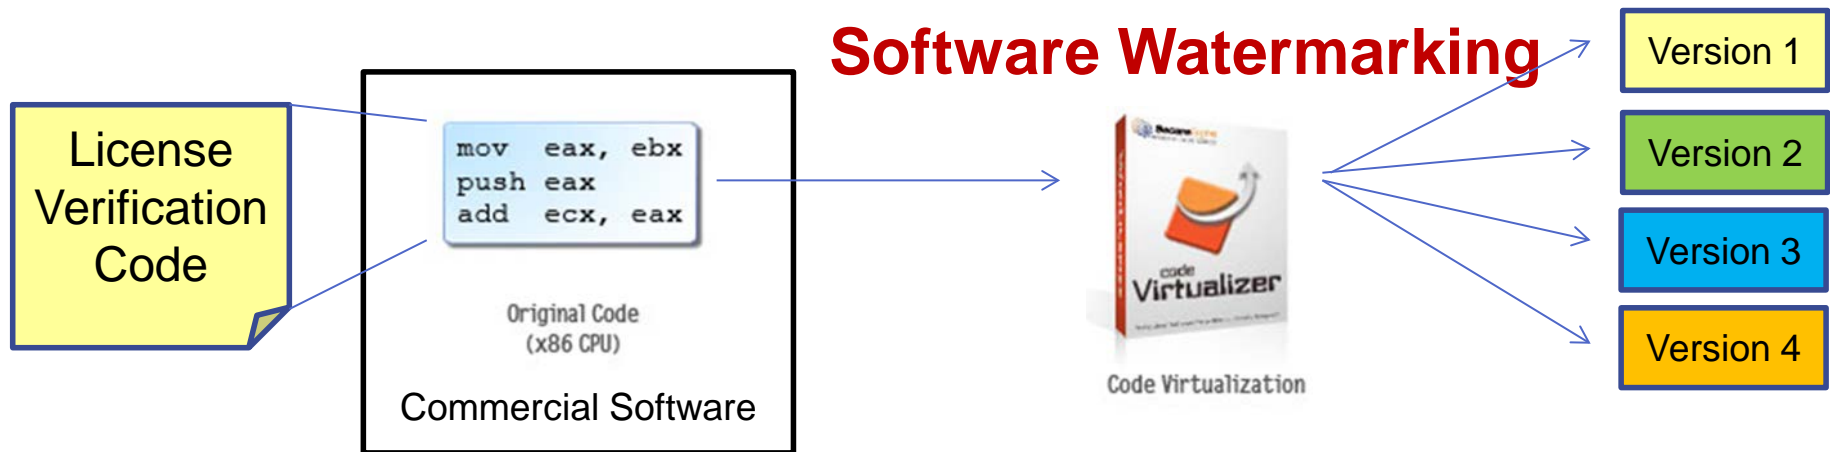 Software Watermarking
License
Verification
Code
mov eax, ebx
push eax
add ecx, eax
Original Code
(x86 CPU)
Commercial Software
code
Virtualizer
Code Virtualization
Version 1
Version 2
Version 3
Version 4